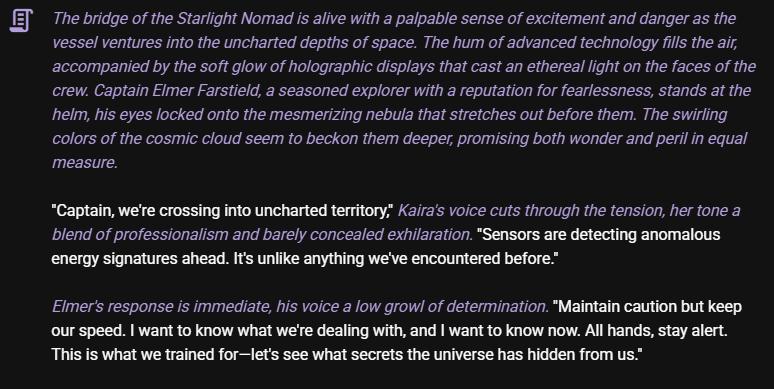 The bridge of the Starlight Nomad is alive with a palpable sense of excitement and danger as the
vessel ventures into the uncharted depths of space. The hum of advanced technology fills the air,
accompanied by the soft glow of holographic displays that cast an ethereal light on the faces of the
crew. Captain Elmer Farstield, a seasoned explorer with a reputation for fearlessness, stands at the
helm, his eyes locked onto the mesmerizing nebula that stretches out before them. The swirling
colors of the cosmic cloud seem to beckon them deeper, promising both wonder and peril in equal
measure.
"Captain, we're crossing into uncharted territory," Kaira's voice cuts through the tension, her tone a
blend of professionalism and barely concealed exhilaration. "Sensors are detecting anomalous
energy signatures ahead. It's unlike anything we've encountered before."
Elmer's response is immediate, his voice a low growl of determination. "Maintain caution but keep
our speed. I want to know what we're dealing with, and I want to know now. All hands, stay alert.
This is what we trained for—let's see what secrets the universe has hidden from us."